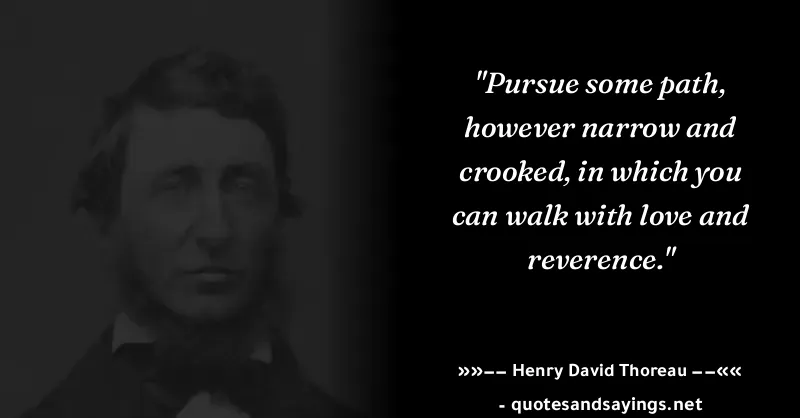 "Pursue some path,
however narrow and
crooked, in which you
can walk with love and
reverence."
»»−− Henry David Thoreau −−««
- quotesandsayings.net